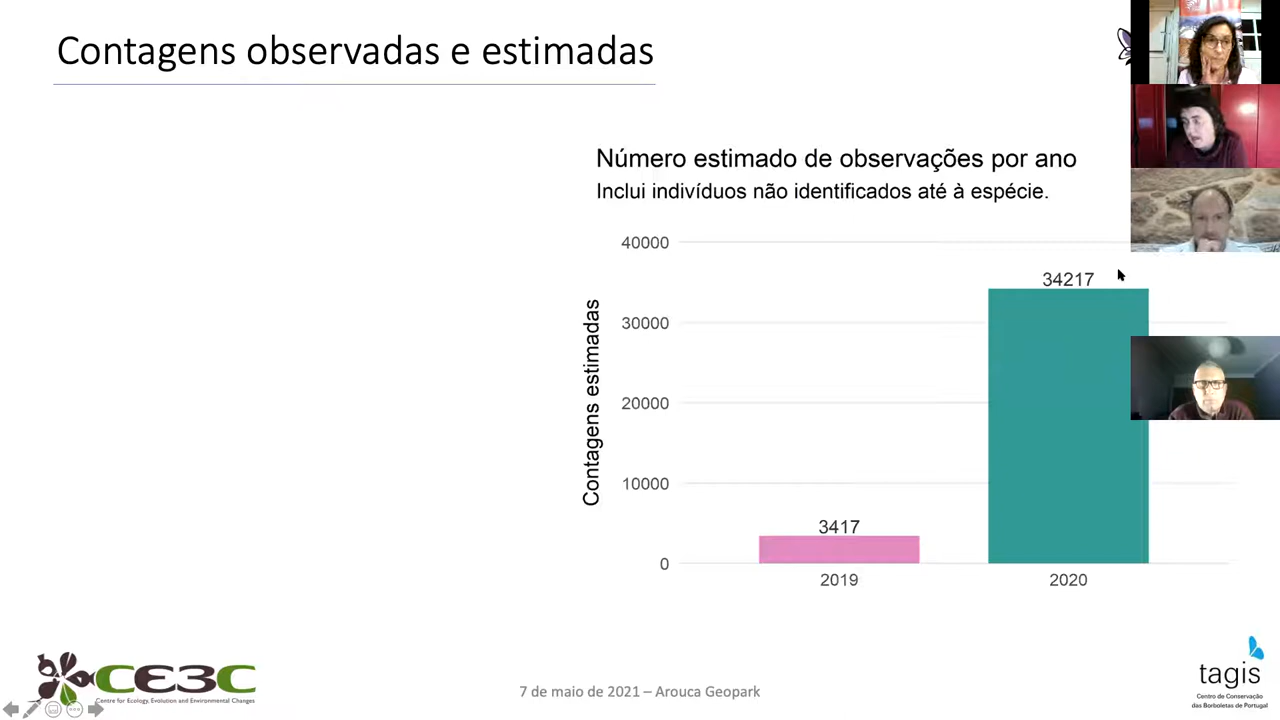 Contagens observadas e estimadas
Número estimado de observações por ano
Inclui indivíduos não identificados até à espécie.
Contagens estimadas
40000
30000
20000
10000
0
3417
34217
2019
2020
CE3C
Centre for Ecology, Evolution and Environmental Changes
7 de maio de 2021 – Arouca Geopark
tagis
Centro de Conservação
das Borboletas de Portugal